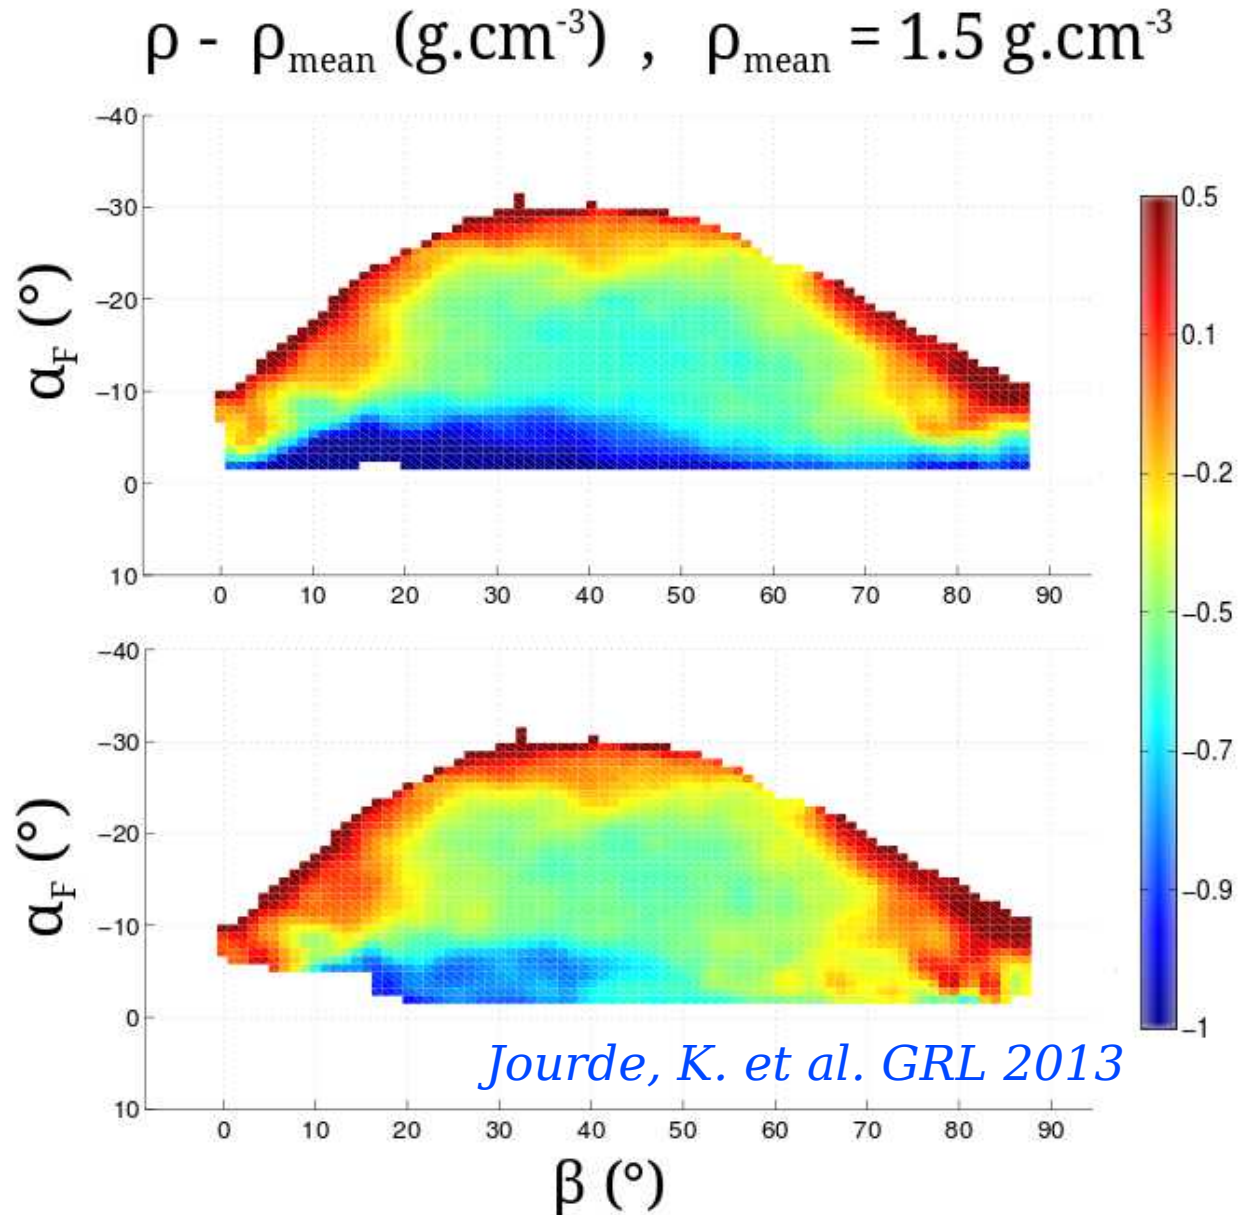 ρ - ρmean (g.cm-3) , ρmean = 1.5 g.cm-3
αF (°)
−40
−30
−20
−10
0
10
0 10 20 30 40 50 60 70 80 90
0.5
0.1
−0.2
−0.5
−0.7
−0.9
−1
αF (°)
−40
−30
−20
−10
0
10
Jourde, K. et al. GRL 2013
0 10 20 30 40 50 60 70 80 90
β (°)